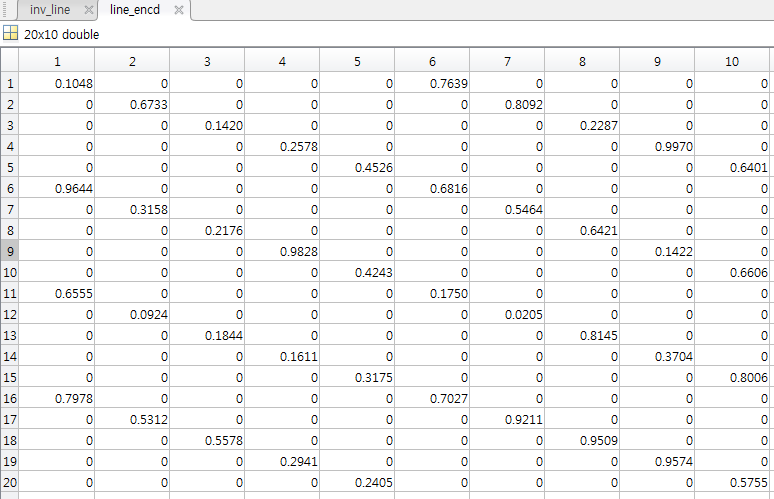 inv_line × line_encd ×
20x10 double
1 2 3 4 5 6 7 8 9 10
1 0.1048 0 0 0 0 0.7639 0 0 0 0
2 0 0.6733 0 0 0 0 0.8092 0 0 0
3 0 0 0.1420 0 0 0 0 0.2287 0 0
4 0 0 0 0.2578 0 0 0 0 0.9970 0
5 0 0 0 0 0.4526 0 0 0 0 0.6401
6 0.9644 0 0 0 0 0.6816 0 0 0 0
7 0 0.3158 0 0 0 0 0.5464 0 0 0
8 0 0 0.2176 0 0 0 0 0.6421 0 0
9 0 0 0 0.9828 0 0 0 0 0.1422 0
10 0 0 0 0 0.4243 0 0 0 0 0.6606
11 0.6555 0 0 0 0 0.1750 0 0 0 0
12 0 0.0924 0 0 0 0 0.0205 0 0 0
13 0 0 0.1844 0 0 0 0 0.8145 0 0
14 0 0 0 0.1611 0 0 0 0 0.3704 0
15 0 0 0 0 0.3175 0 0 0 0 0.8006
16 0.7978 0 0 0 0 0.7027 0 0 0 0
17 0 0.5312 0 0 0 0 0.9211 0 0 0
18 0 0 0.5578 0 0 0 0 0.9509 0 0
19 0 0 0 0.2941 0 0 0 0 0.9574 0
20 0 0 0 0 0.2405 0 0 0 0 0.5755